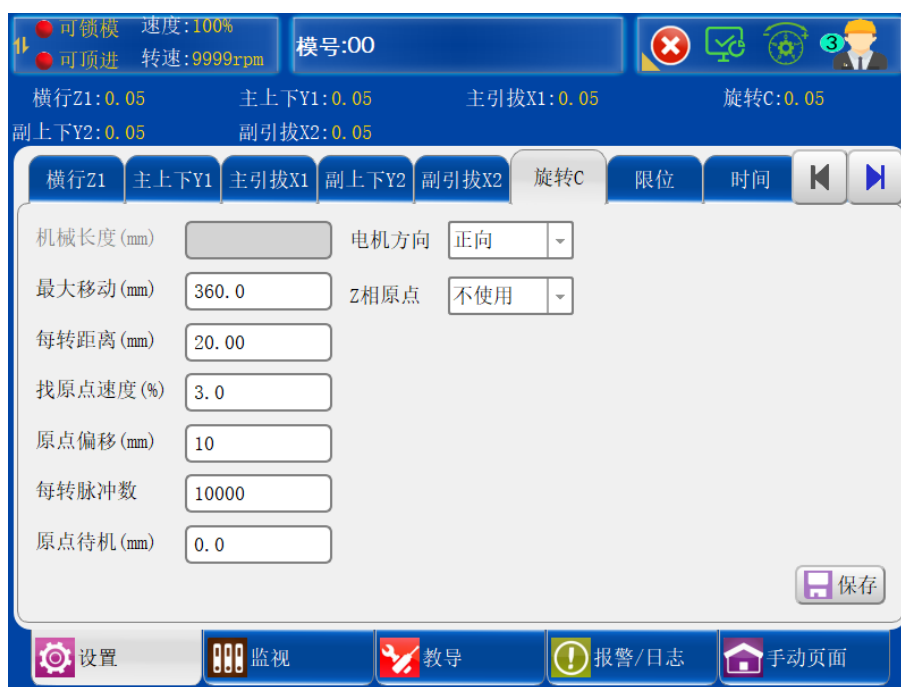 可锁模 速度:100%
可顶进 转速:9999rpm
模号:00
3
横行Z1:0.05 主上下Y1:0.05 主引拔X1:0.05 旋转C:0.05
副上下Y2:0.05 副引拔X2:0.05
横行Z1 主上下Y1 主引拔X1 副上下Y2 副引拔X2 旋转C 限位 时间
机械长度(mm) 电机方向 正向
最大移动(mm) 360.0 Z相原点 不使用
每转距离(mm) 20.00
找原点速度(%) 3.0
原点偏移(mm) 10
每转脉冲数 10000
原点待机(mm) 0.0
保存
设置 监视 教导 报警/日志 手动页面